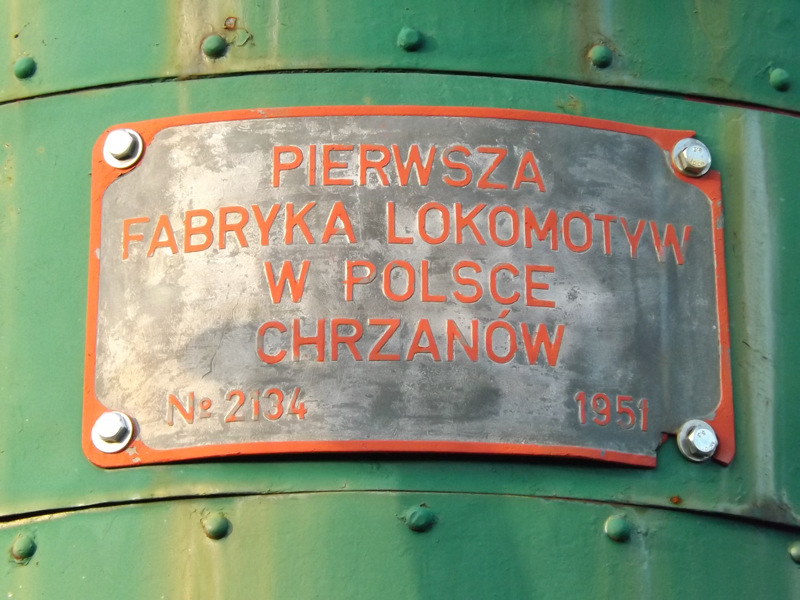 PIERWSZA
FABRYKA LOKOMOTYW
W POLSCE
CHRZANÓW
No 2134 1951